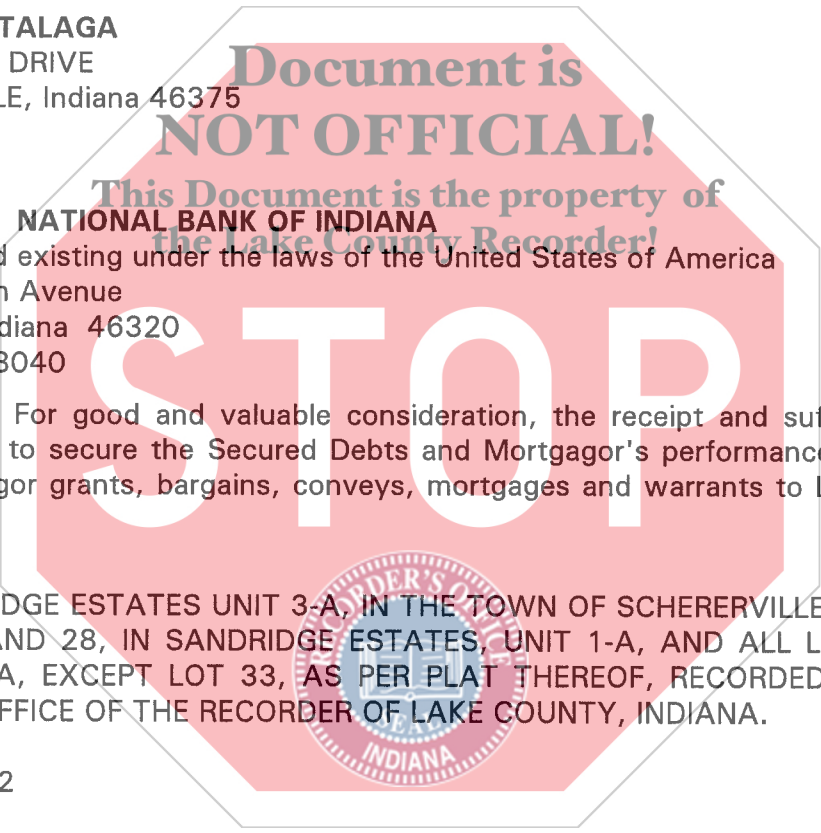 TALAGA
DRIVE
LE, Indiana 46375
Document is
NOT OFFICIAL!
This Document is the property of
the Lake County Recorder!
NATIONAL BANK OF INDIANA
existing under the laws of the United States of America
Avenue
diana 46320
8040
STOP
For good and valuable consideration, the receipt and suf
to secure the Secured Debts and Mortgagor's performance
gor grants, bargains, conveys, mortgages and warrants to L
DGE ESTATES UNIT 3-A, IN THE TOWN OF SCHERERVILLE
AND 28, IN SANDRIDGE ESTATES, UNIT 1-A, AND ALL L
A, EXCEPT LOT 33, AS PER PLAT THEREOF, RECORDED
FFICE OF THE RECORDER OF LAKE COUNTY, INDIANA.
RECORDER'S OFFICE
SEAL
INDIANA
2